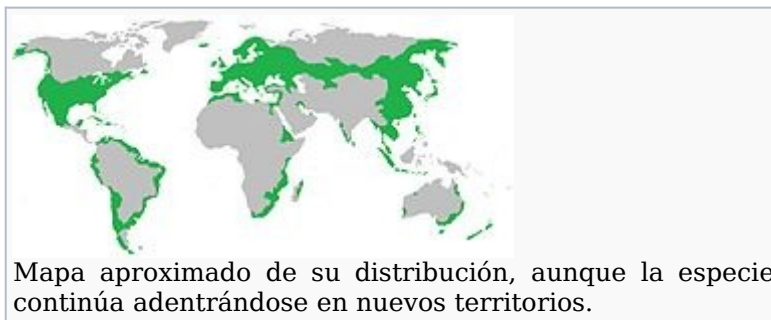 Mapa aproximado de su distribución, aunque la especie
continúa adentrándose en nuevos territorios.